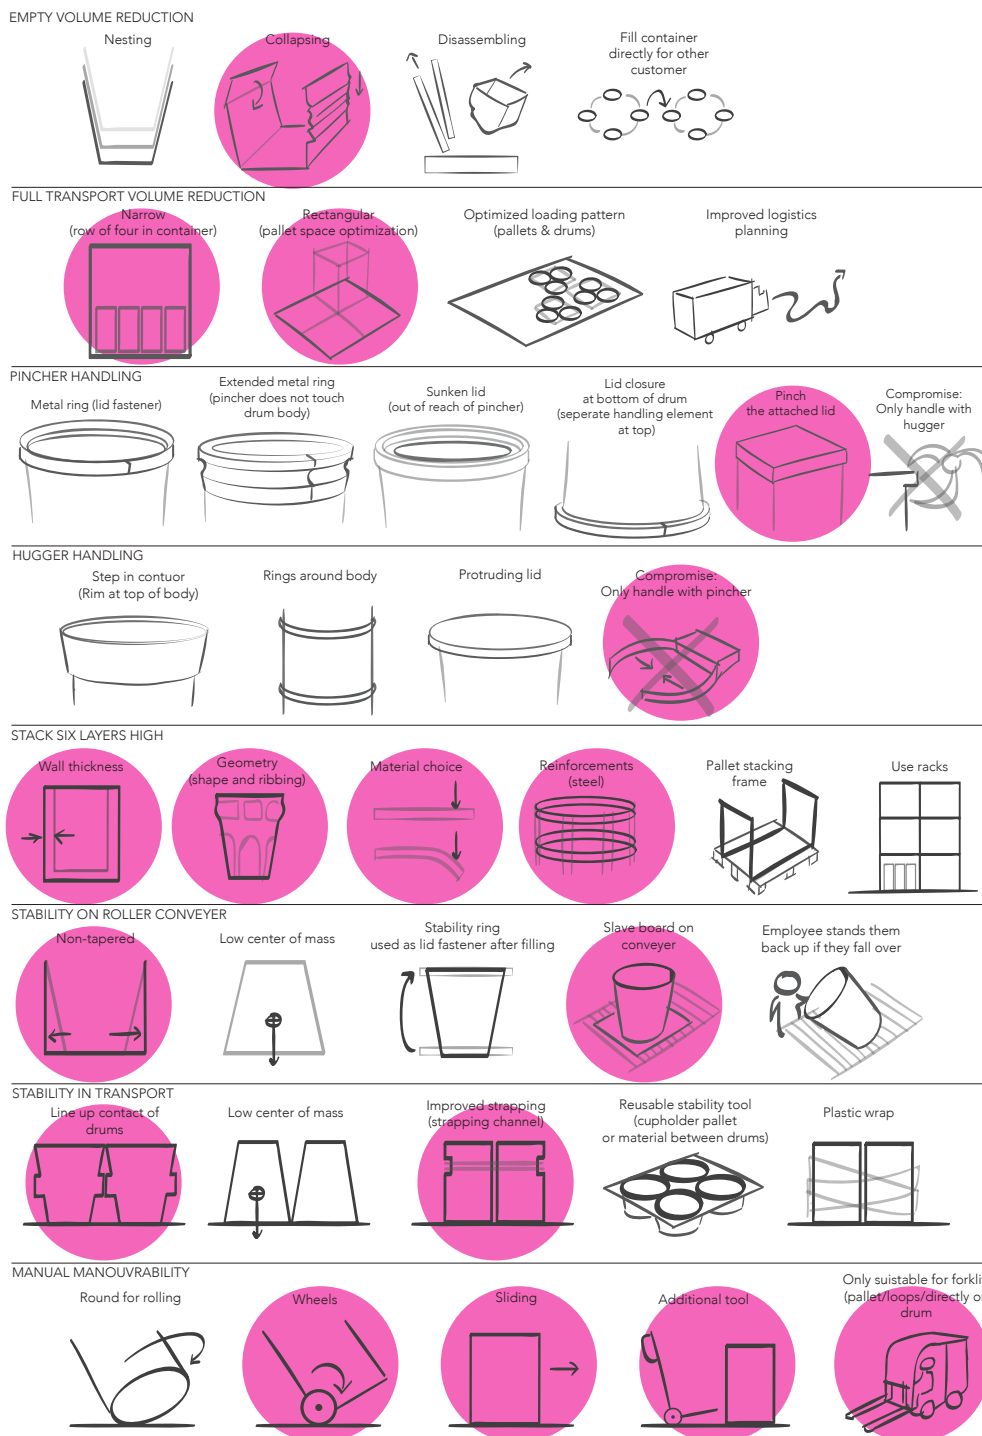 EMPTY VOLUME REDUCTION
Nesting
Collapsing
Disassembling
Fill container
directly for other
customer
FULL TRANSPORT VOLUME REDUCTION
Narrow
(row of four in container)
Rectangular
(pallet space optimization)
Optimized loading pattern
(pallets & drums)
Improved logistics
planning
PINCHER HANDLING
Metal ring (lid fastener)
Extended metal ring
(pincher does not touch
drum body)
Sunken lid
(out of reach of pincher)
Lid closure
at bottom of drum
(seperate handling element
at top)
Pinch
the attached lid
Compromise:
Only handle with
hugger
HUGGER HANDLING
Step in contuor
(Rim at top of body)
Rings around body
Protruding lid
Compromise:
Only handle with pincher
STACK SIX LAYERS HIGH
Wall thickness
Geometry
(shape and ribbing)
Material choice
Reinforcements
(steel)
Pallet stacking
frame
Use racks
STABILITY ON ROLLER CONVEYER
Non-tapered
Low center of mass
Stability ring
used as lid fastener after filling
Slave board on
conveyer
Employee stands them
back up if they fall over
STABILITY IN TRANSPORT
Line up contact of
drums
Low center of mass
Improved strapping
(strapping channel)
Reusable stability tool
(cupholder pallet
or material between drums)
Plastic wrap
MANUAL MANOUVRABILITY
Round for rolling
Wheels
Sliding
Additional tool
Only suistable for forkli
(pallet/loops/directly o
drum